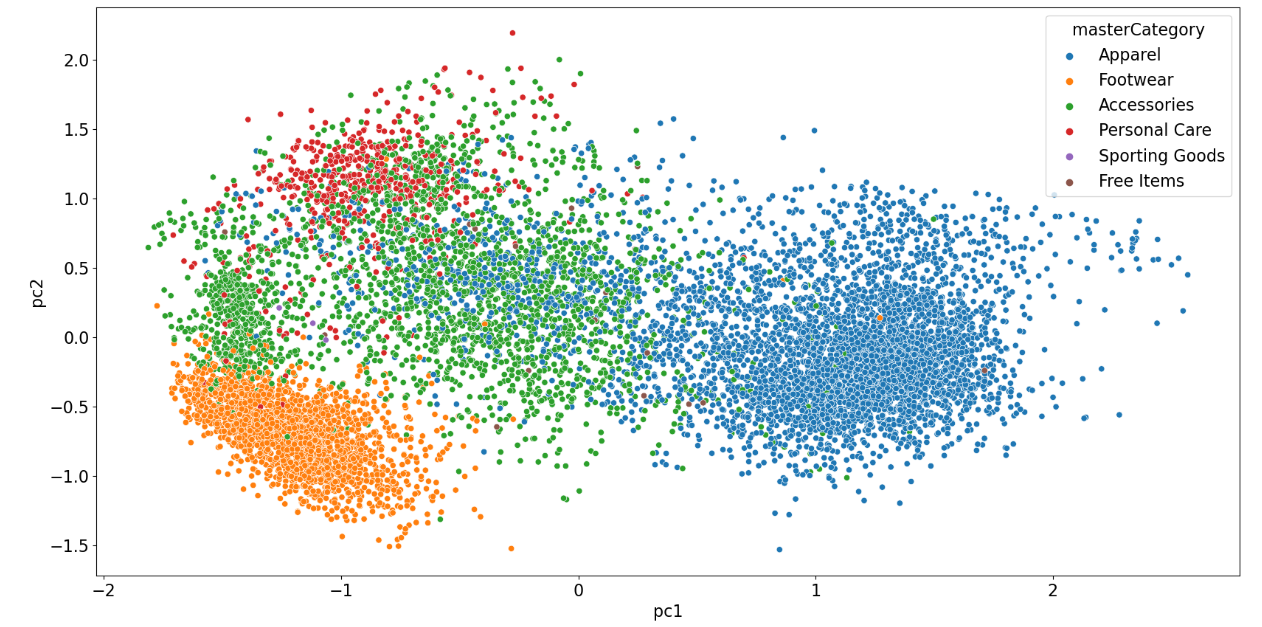 masterCategory
Apparel
Footwear
Accessories
Personal Care
Sporting Goods
Free Items
2.0
1.5
1.0
0.5
0.0
−0.5
−1.0
−1.5
pc2
−2 −1 0 1 2
pc1